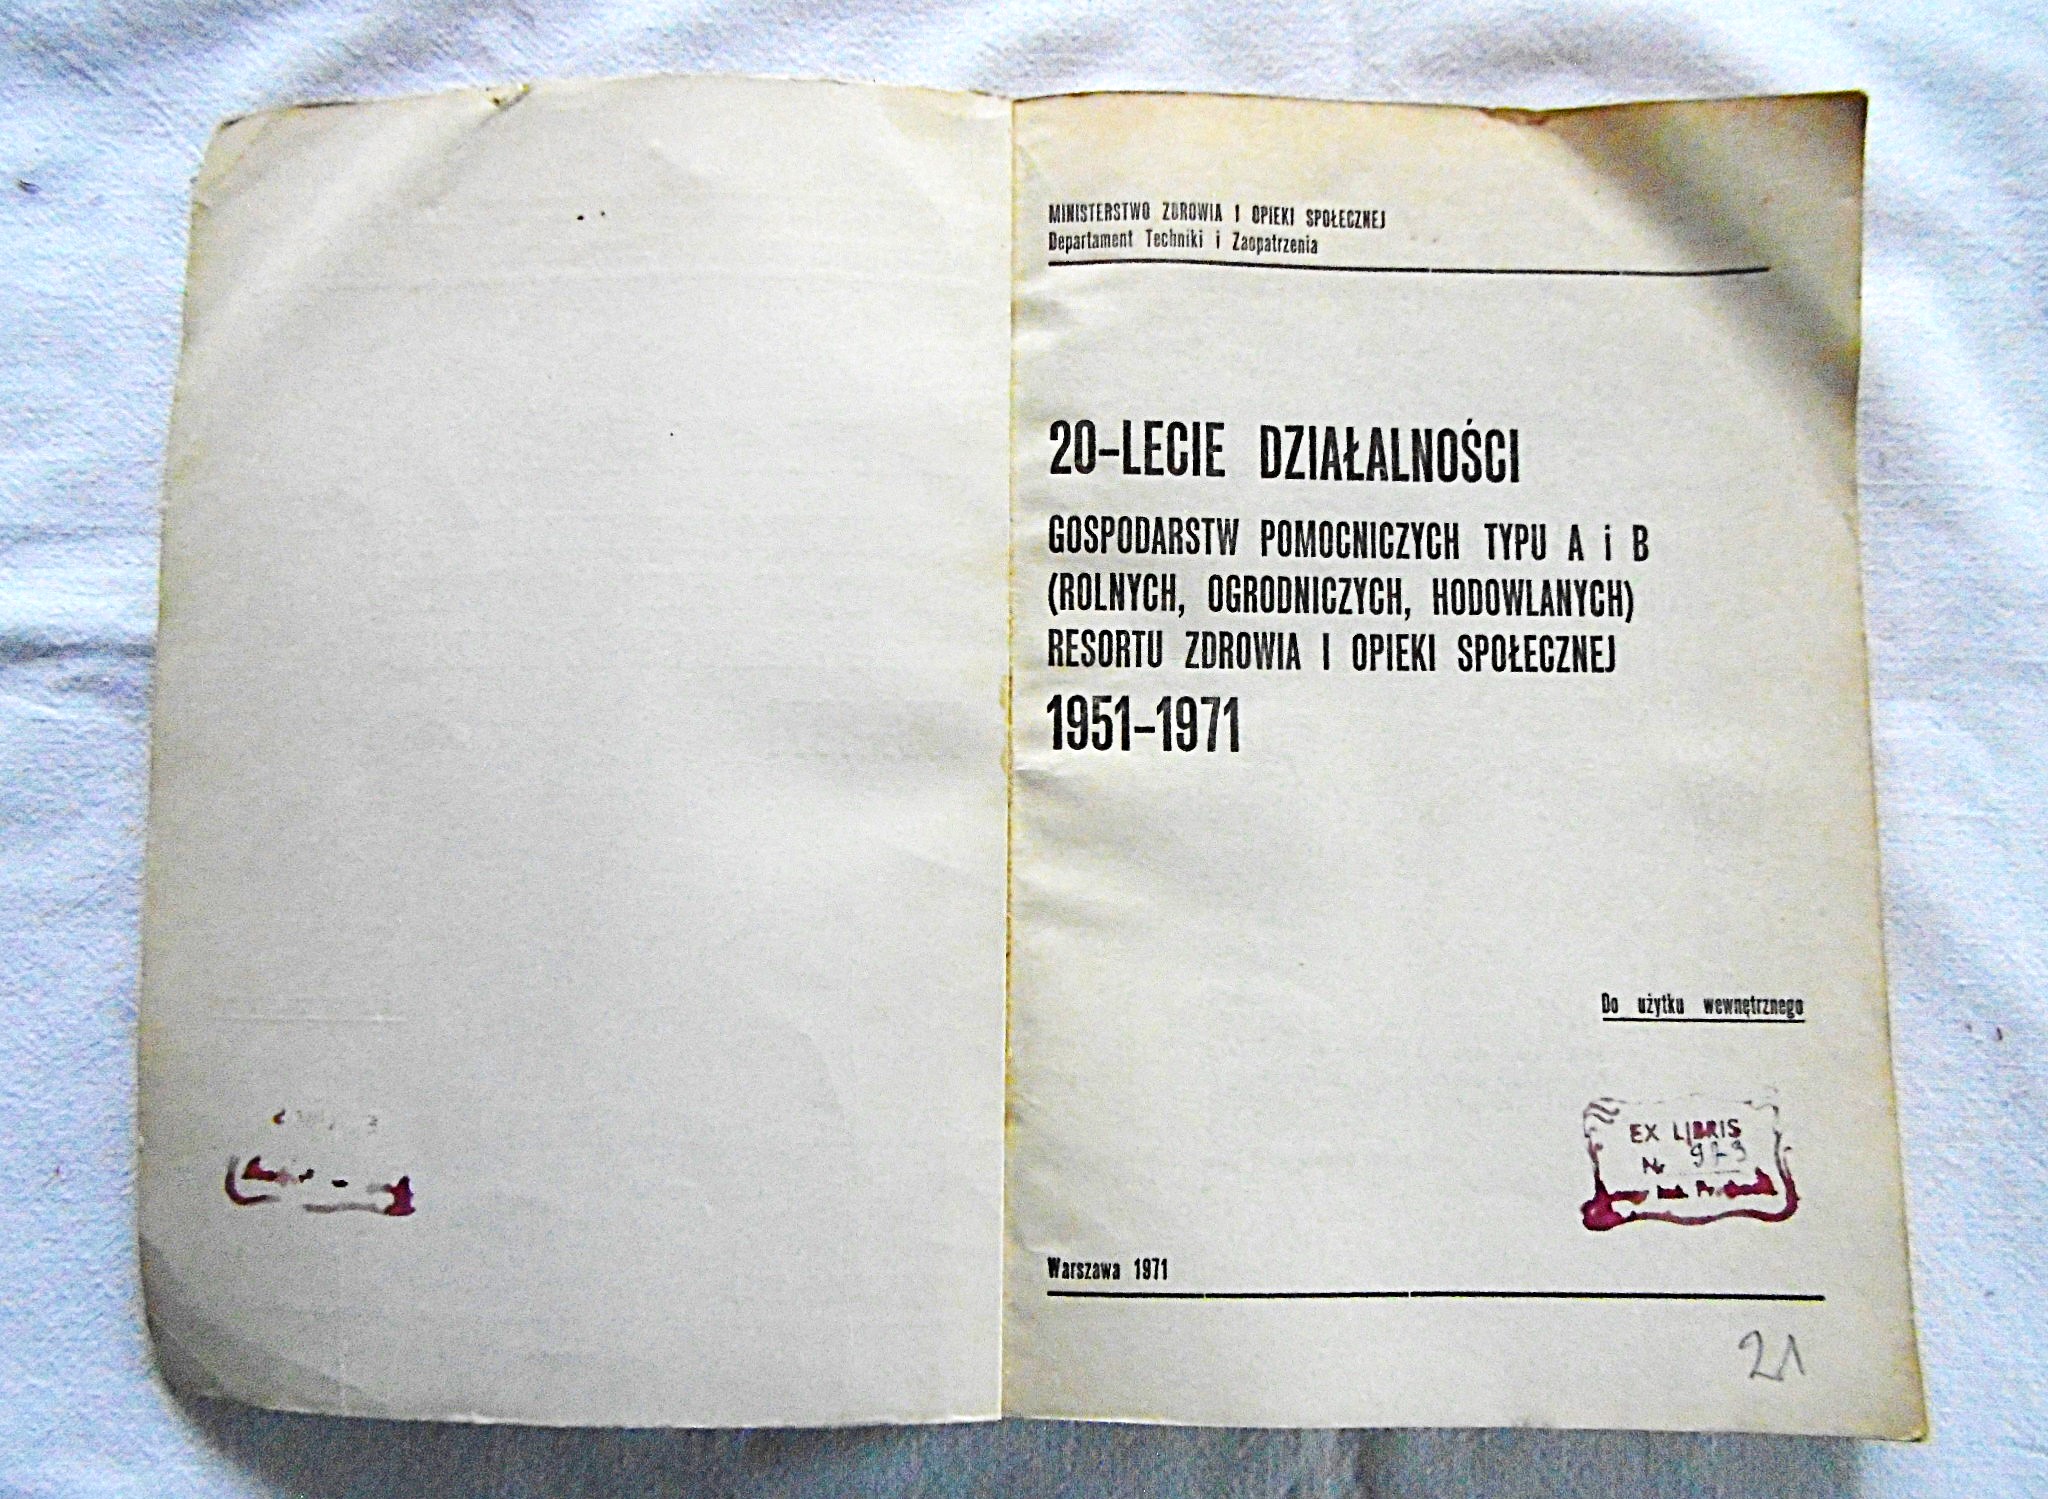 MINISTERSTWO ZDROWIA I OPIEKI SPOŁECZNEJ
Departament Techniki i Zaopatrzenia
20-LECIE DZIAŁALNOŚCI
GOSPODARSTW POMOCNICZYCH TYPU A i B
(ROLNYCH, OGRODNICZYCH, HODOWLANYCH)
RESORTU ZDROWIA I OPIEKI SPOŁECZNEJ
1951-1971
Do użytku wewnętrznego
EX LIBRIS
Nr 973
Warszawa 1971
21